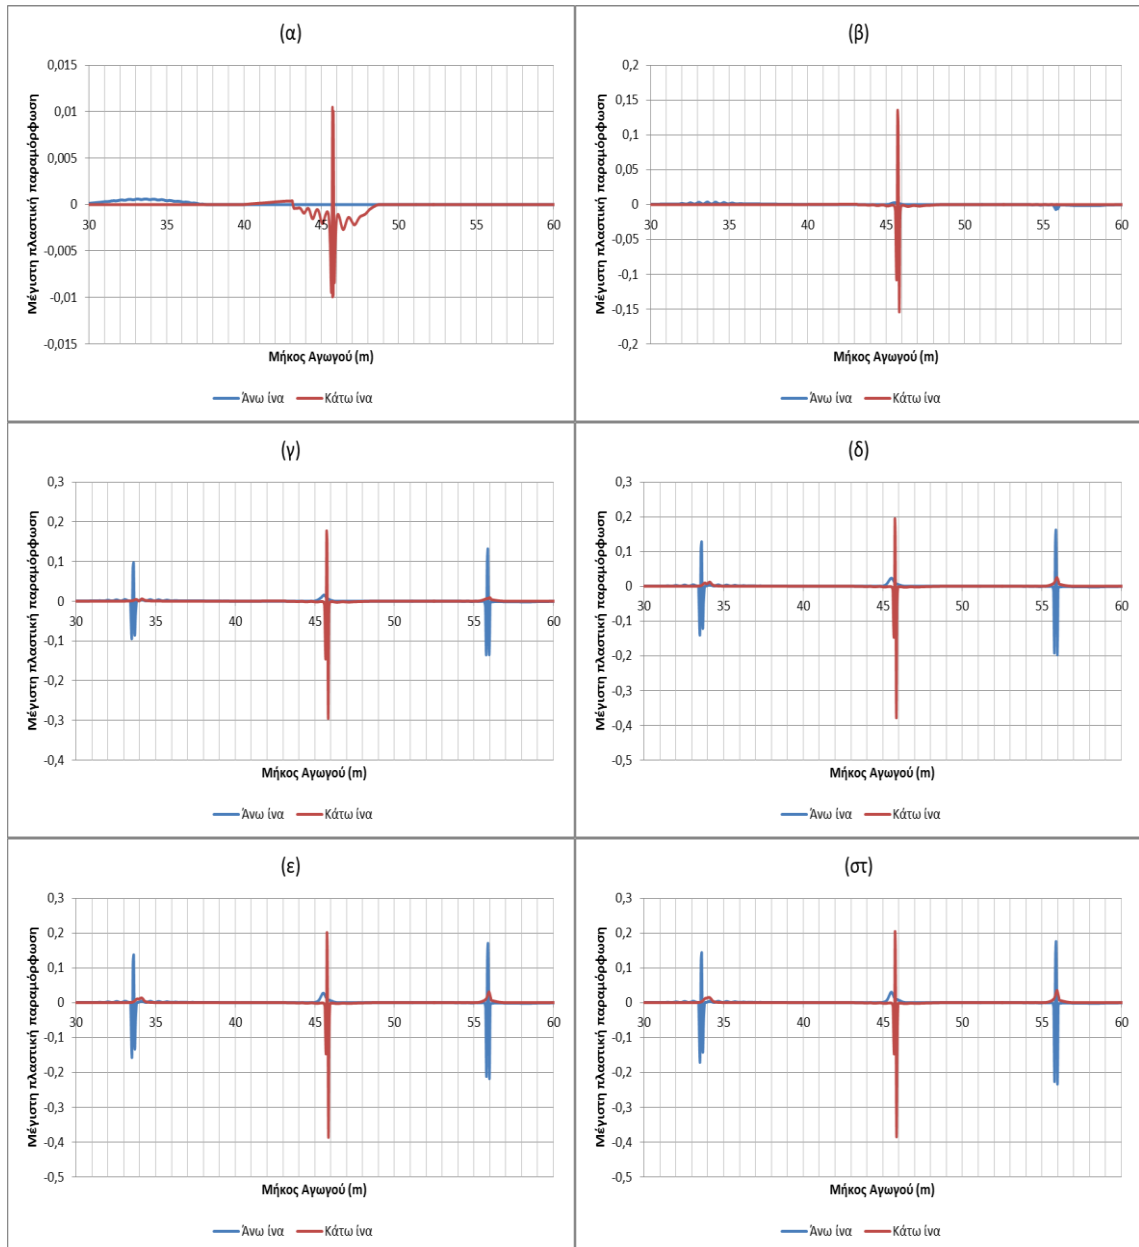 (α)
Μέγιστη πλαστική παραμόρφωση
0,015
0,01
0,005
0
-0,005
-0,01
-0,015
30 35 40 45 50 55 60
Μήκος Αγωγού (m)
Άνω ίνα Κάτω ίνα
(β)
Μέγιστη πλαστική παραμόρφωση
0,2
0,15
0,1
0,05
0
-0,05
-0,1
-0,15
-0,2
30 35 40 45 50 55 60
Μήκος Αγωγού (m)
Άνω ίνα Κάτω ίνα
(γ)
Μέγιστη πλαστική παραμόρφωση
0,3
0,2
0,1
0
-0,1
-0,2
-0,3
-0,4
30 35 40 45 50 55 60
Μήκος Αγωγού (m)
Άνω ίνα Κάτω ίνα
(δ)
Μέγιστη πλαστική παραμόρφωση
0,3
0,2
0,1
0
-0,1
-0,2
-0,3
-0,4
-0,5
30 35 40 45 50 55 60
Μήκος Αγωγού (m)
Άνω ίνα Κάτω ίνα
(ε)
Μέγιστη πλαστική παραμόρφωση
0,3
0,2
0,1
0
-0,1
-0,2
-0,3
-0,4
-0,5
30 35 40 45 50 55 60
Μήκος Αγωγού (m)
Άνω ίνα Κάτω ίνα
(στ)
Μέγιστη πλαστική παραμόρφωση
0,3
0,2
0,1
0
-0,1
-0,2
-0,3
-0,4
-0,5
30 35 40 45 50 55 60
Μήκος Αγωγού (m)
Άνω ίνα Κάτω ίνα